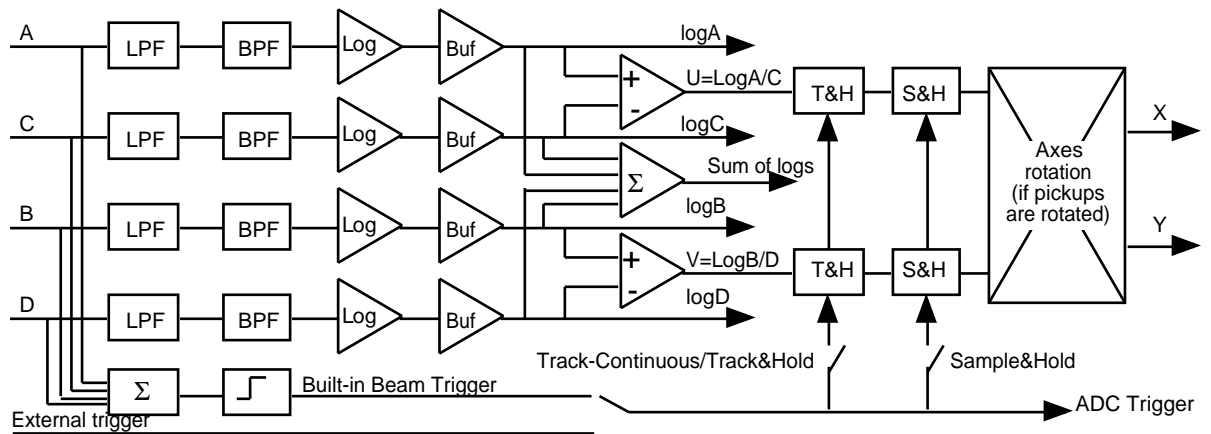 A
LPF
BPF
Log
Buf
logA
+
-
U=LogA/C
T&H
S&H
C
LPF
BPF
Log
Buf
logC
X
Σ
Sum of logs
Axes
rotation
(if pickups
are rotated)
B
LPF
BPF
Log
Buf
logB
Y
+
-
V=LogB/D
T&H
S&H
D
LPF
BPF
Log
Buf
logD
Track-Continuous/Track&Hold
Sample&Hold
Σ
Built-in Beam Trigger
ADC Trigger
External trigger